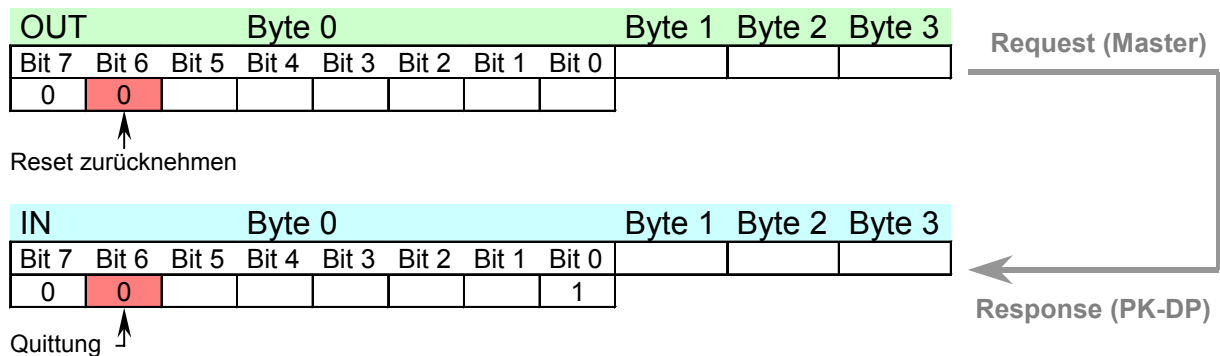 OUT Byte 0 Byte 1 Byte 2 Byte 3
Bit 7 Bit 6 Bit 5 Bit 4 Bit 3 Bit 2 Bit 1 Bit 0
0 0
Reset zurücknehmen
Request (Master)
IN Byte 0 Byte 1 Byte 2 Byte 3
Bit 7 Bit 6 Bit 5 Bit 4 Bit 3 Bit 2 Bit 1 Bit 0
0 0 1
Quittung
Response (PK-DP)